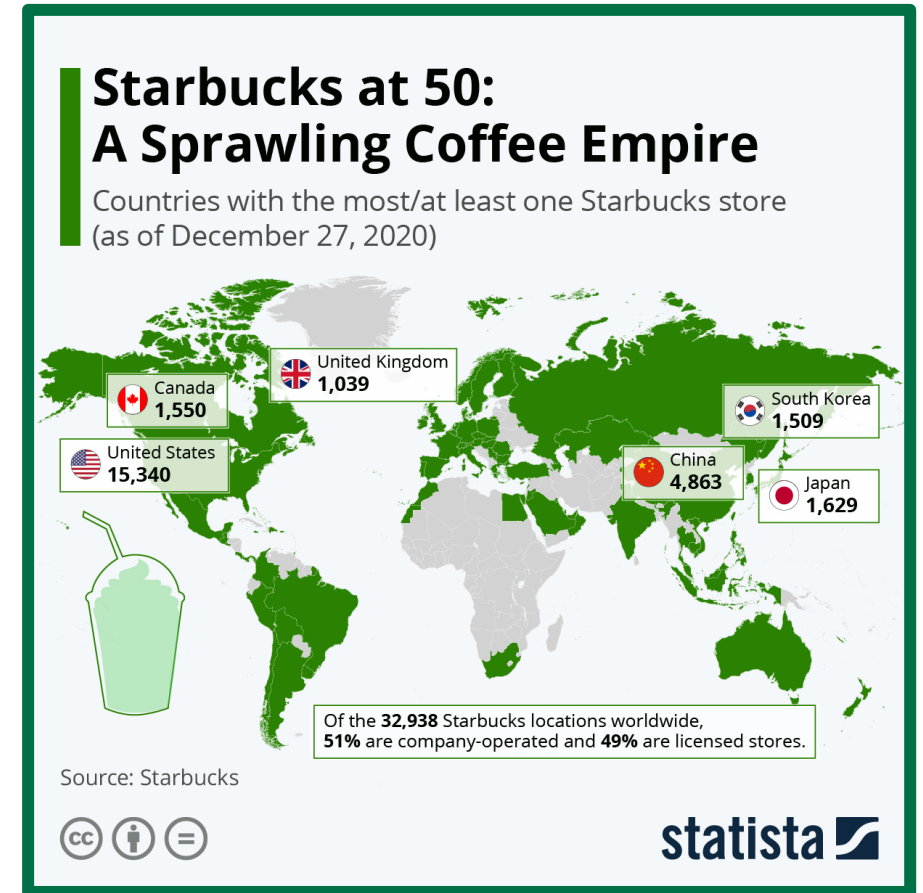 Starbucks at 50:
A Sprawling Coffee Empire
Countries with the most/at least one Starbucks store
(as of December 27, 2020)
United Kingdom
1,039
Canada
1,550
South Korea
1,509
United States
15,340
China
4,863
Japan
1,629
Of the 32,938 Starbucks locations worldwide,
51% are company-operated and 49% are licensed stores.
Source: Starbucks
cc
statista